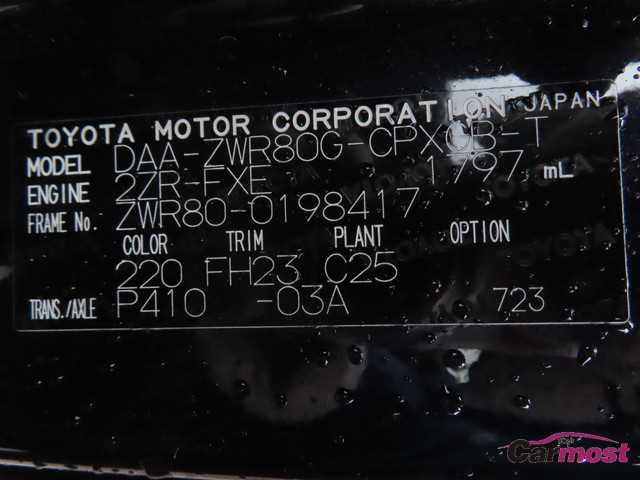 TOYOTA MOTOR CORPORATION JAPAN
MODEL DAA-ZWR80G-CPXGB-T
ENGINE 2ZR-FXE 1797 mL
FRAME No. ZWR80-0198417
COLOR TRIM PLANT OPTION
220 FH23 C25
TRANS./AXLE P410 -03A 723
Carmost